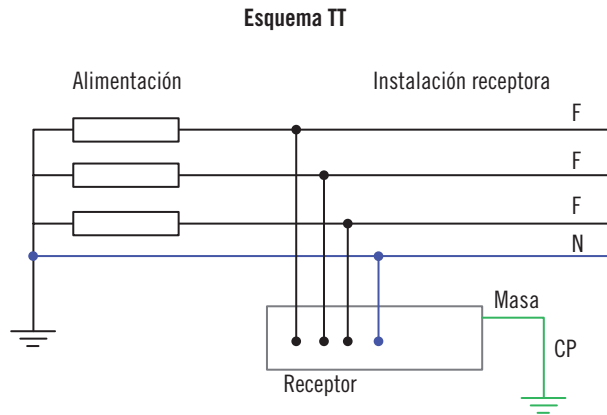 Esquema TT
Alimentación
Instalación receptora
F
F
F
N
Masa
CP
Receptor